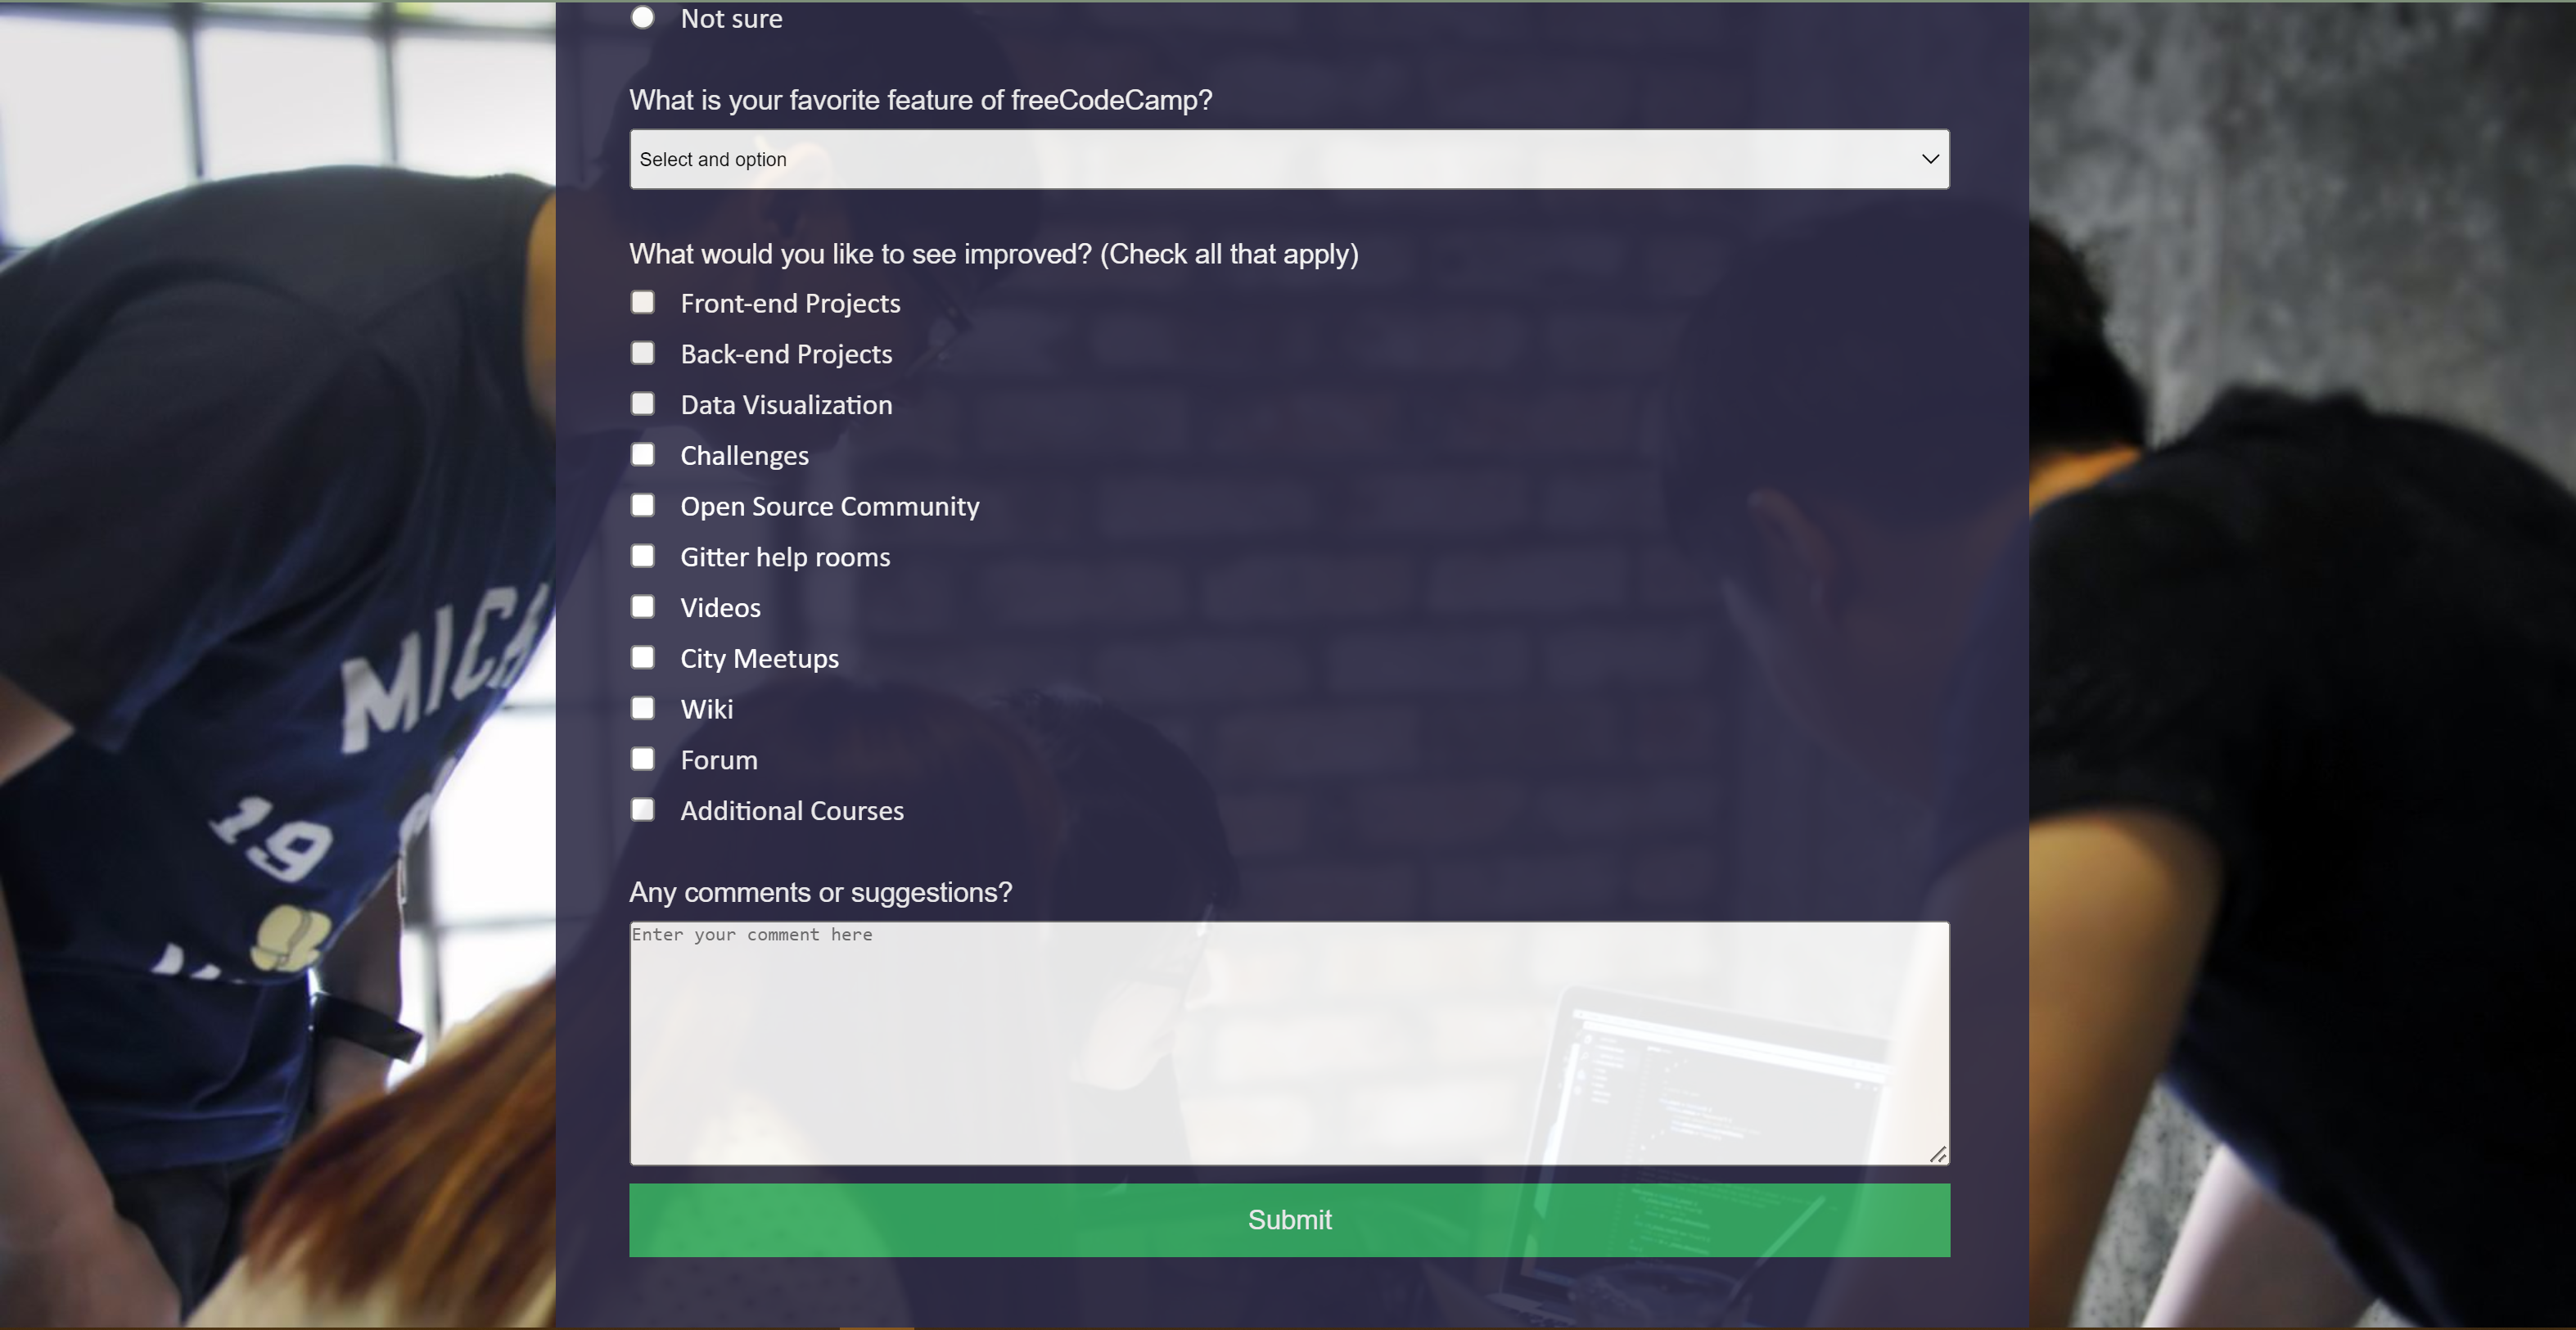 Not sure
What is your favorite feature of freeCodeCamp?
Select and option
What would you like to see improved? (Check all that apply)
Front-end Projects
Back-end Projects
Data Visualization
Challenges
Open Source Community
Gitter help rooms
Videos
City Meetups
Wiki
Forum
Additional Courses
MICH
19
Any comments or suggestions?
Enter your comment here
Submit